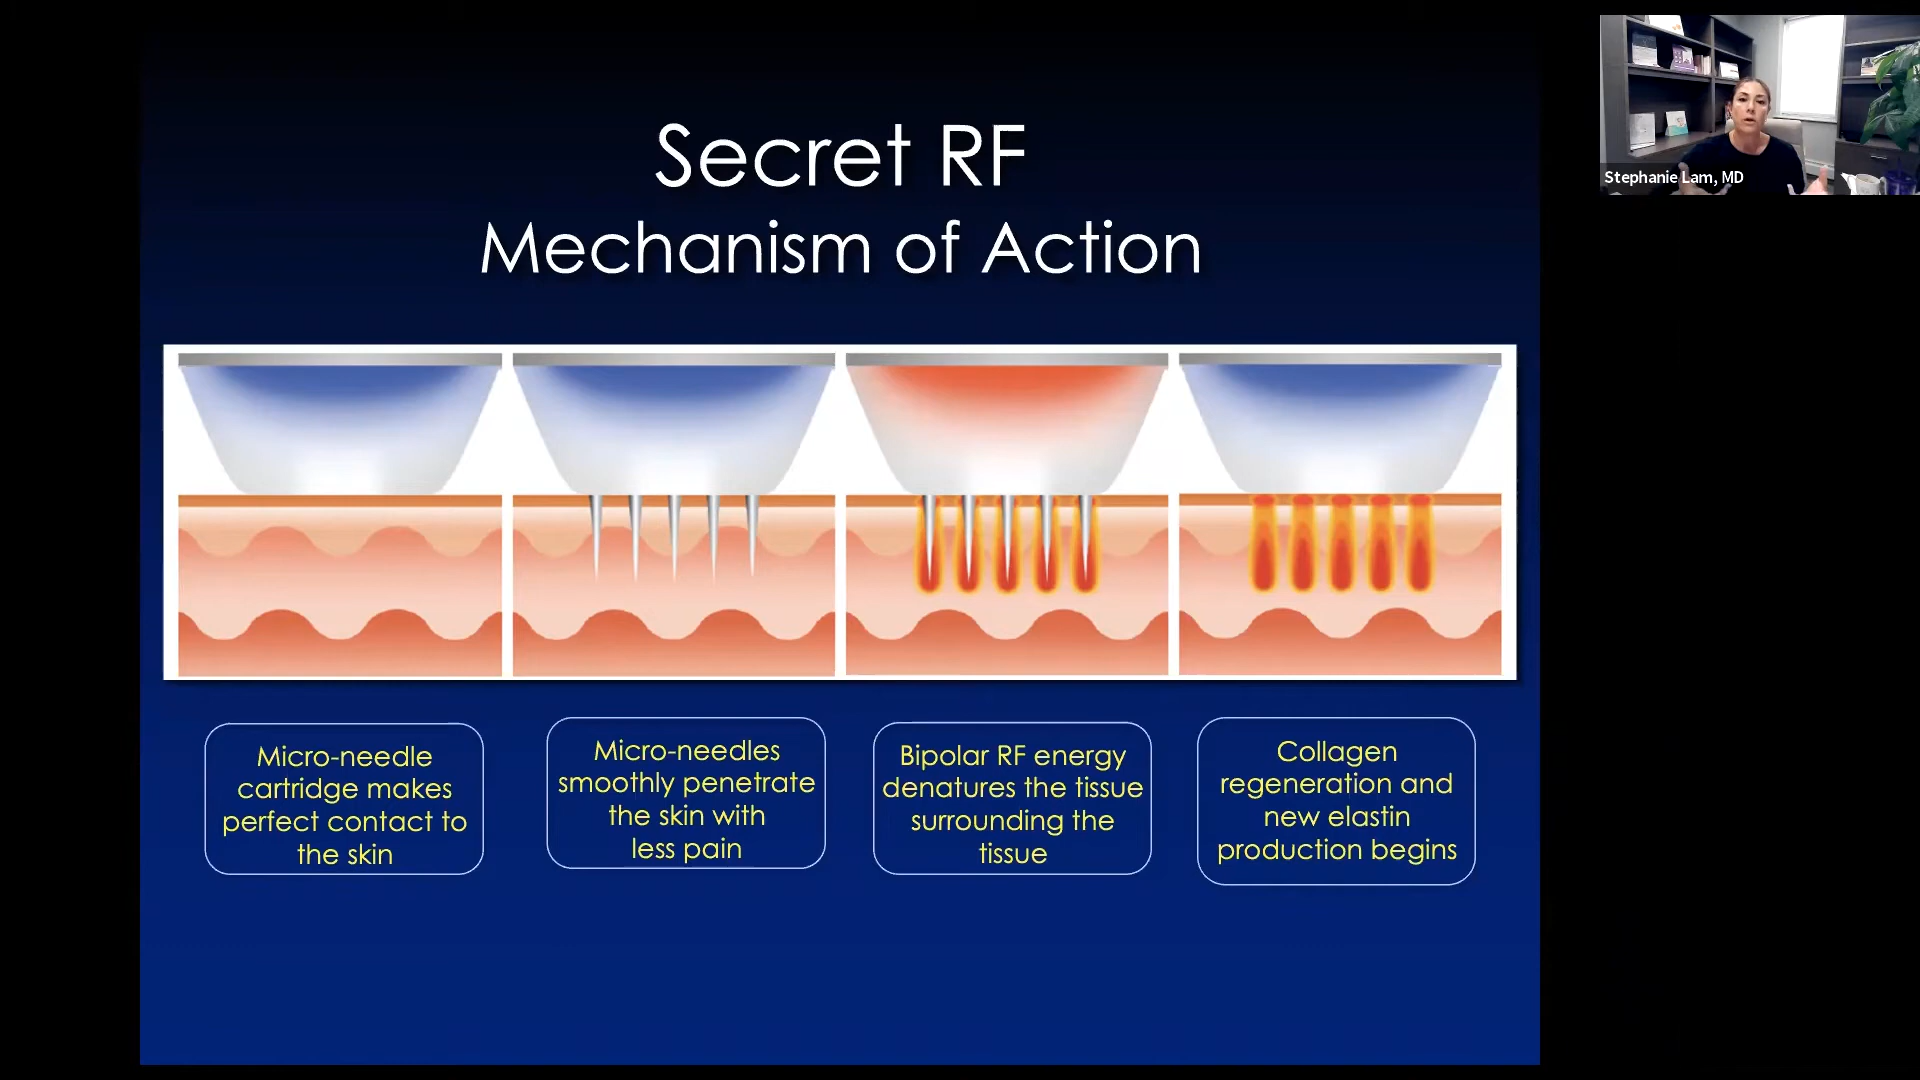 Secret RF
Mechanism of Action
Stephanie Lam, MD
Micro-needle
cartridge makes
perfect contact to
the skin
Micro-needles
smoothly penetrate
the skin with
less pain
Bipolar RF energy
denatures the tissue
surrounding the
tissue
Collagen
regeneration and
new elastin
production begins